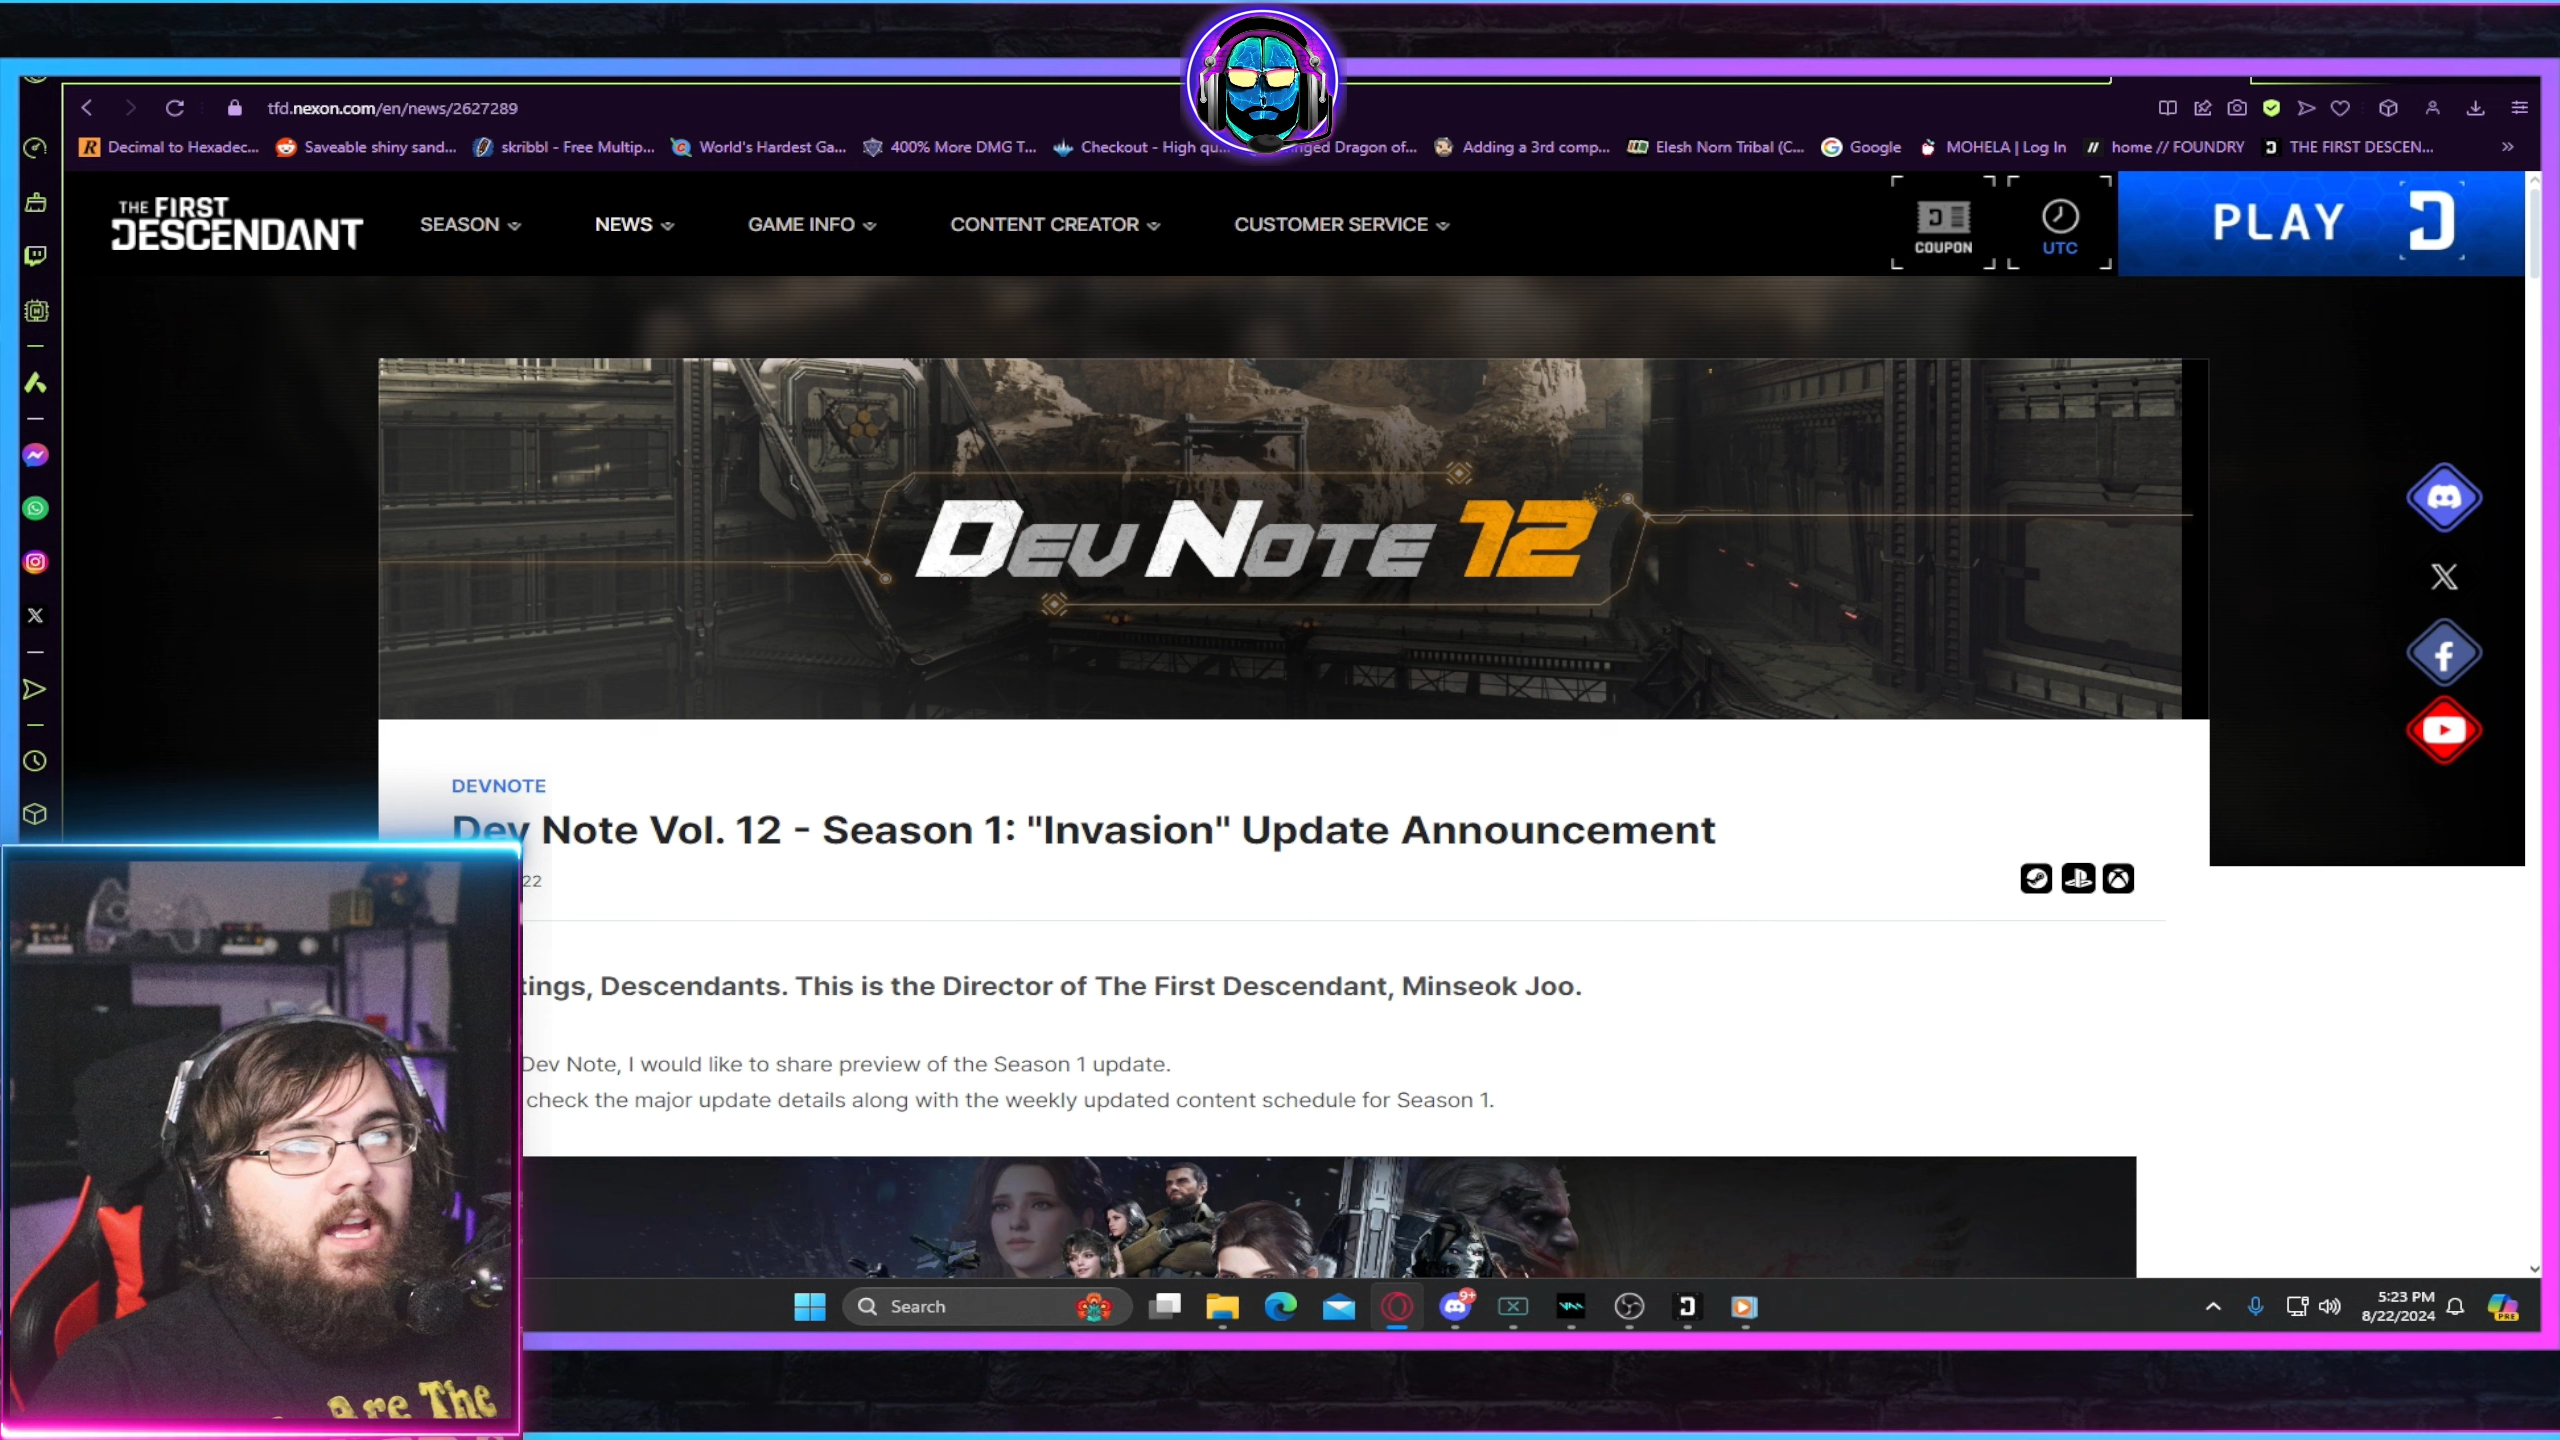 tfd.nexon.com/en/news/2627289
Decimal to Hexadec... Saveable shiny sand... skribbl - Free Multip... World's Hardest Ga... 400% More DMG T... Checkout - High qu... nged Dragon of... Adding a 3rd comp... Elesh Norn Tribal (C... Google MOHELA | Log In home // FOUNDRY THE FIRST DESCEN...
THE FIRST
DESCENDANT
SEASON NEWS GAME INFO CONTENT CREATOR CUSTOMER SERVICE
COUPON
UTC
PLAY
DEV NOTE 12
DEVNOTE
Dev Note Vol. 12 - Season 1: "Invasion" Update Announcement
22
tings, Descendants. This is the Director of The First Descendant, Minseok Joo.
Dev Note, I would like to share preview of the Season 1 update.
check the major update details along with the weekly updated content schedule for Season 1.
Are The
Search
9+
5:23 PM
8/22/2024
PRE